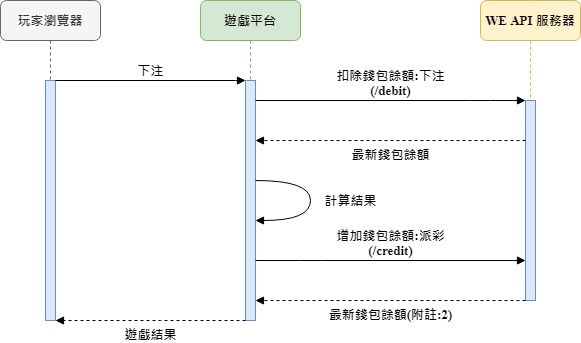 玩家瀏覽器
遊戲平台
WE API 服務器
下注
扣除錢包餘額:下注
(/debit)
最新錢包餘額
計算結果
增加錢包餘額:派彩
(/credit)
最新錢包餘額(附註:2)
遊戲結果